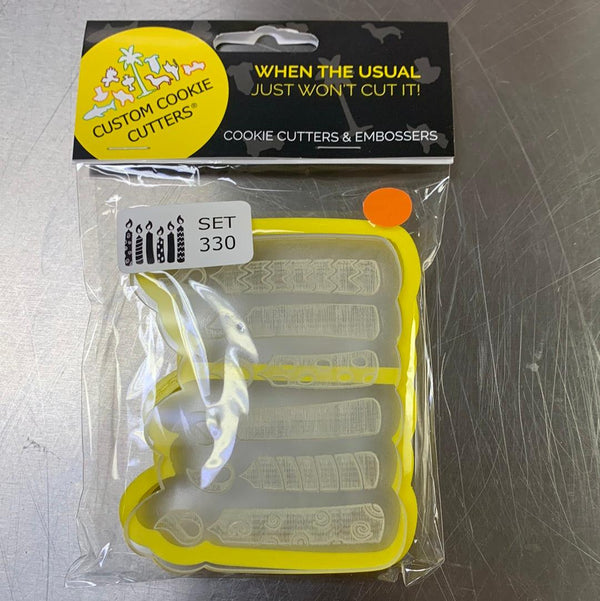 CUSTOM COOKIE
CUTTERS®
WHEN THE USUAL
JUST WON'T CUT IT!
COOKIE CUTTERS & EMBOSSERS
SET
330